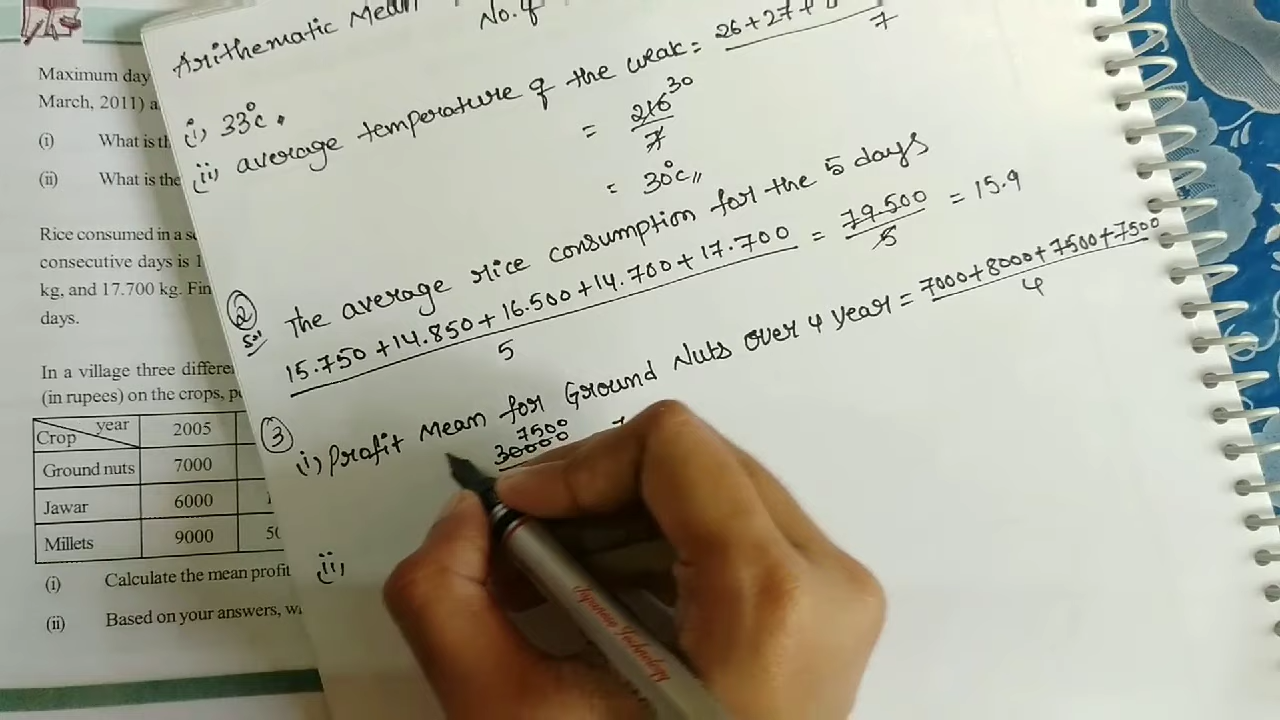 Arithematic Mean
No.4
Maximum day
March, 2011) a
(i) What is th
(ii) What is the
(i) 33°c.
(ii) average temperature of the weak = 26+27+
7
= 216 30
7
= 30°c,,
Rice consumed in a sc
consecutive days is 1
kg, and 17.700 kg. Fin
days.
② Sol
The average rice consumption for the 5 days
15.750 +14.850 + 16.500 +14.700 + 17.700 = 79.500 = 15.9
5 5
In a village three differe
(in rupees) on the crops, p
year
Crop 2005
Ground nuts 7000
Jawar 6000
Millets 9000 50
(i) Calculate the mean profit
(ii) Based on your answers, w
③
(i) Profit Mean for Ground Nuts over 4 year = 7000+8000+7500+7500
4
7500
30000
(ii)
Japanese Technology